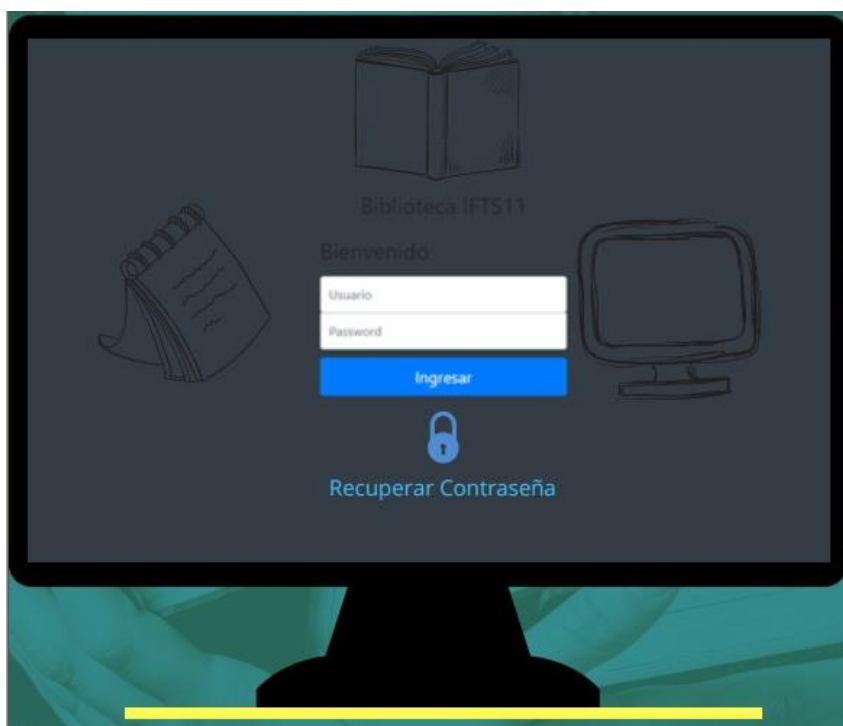 Biblioteca IFTS11
Bienvenido
Usuario
Password
Ingresar
Recuperar Contraseña